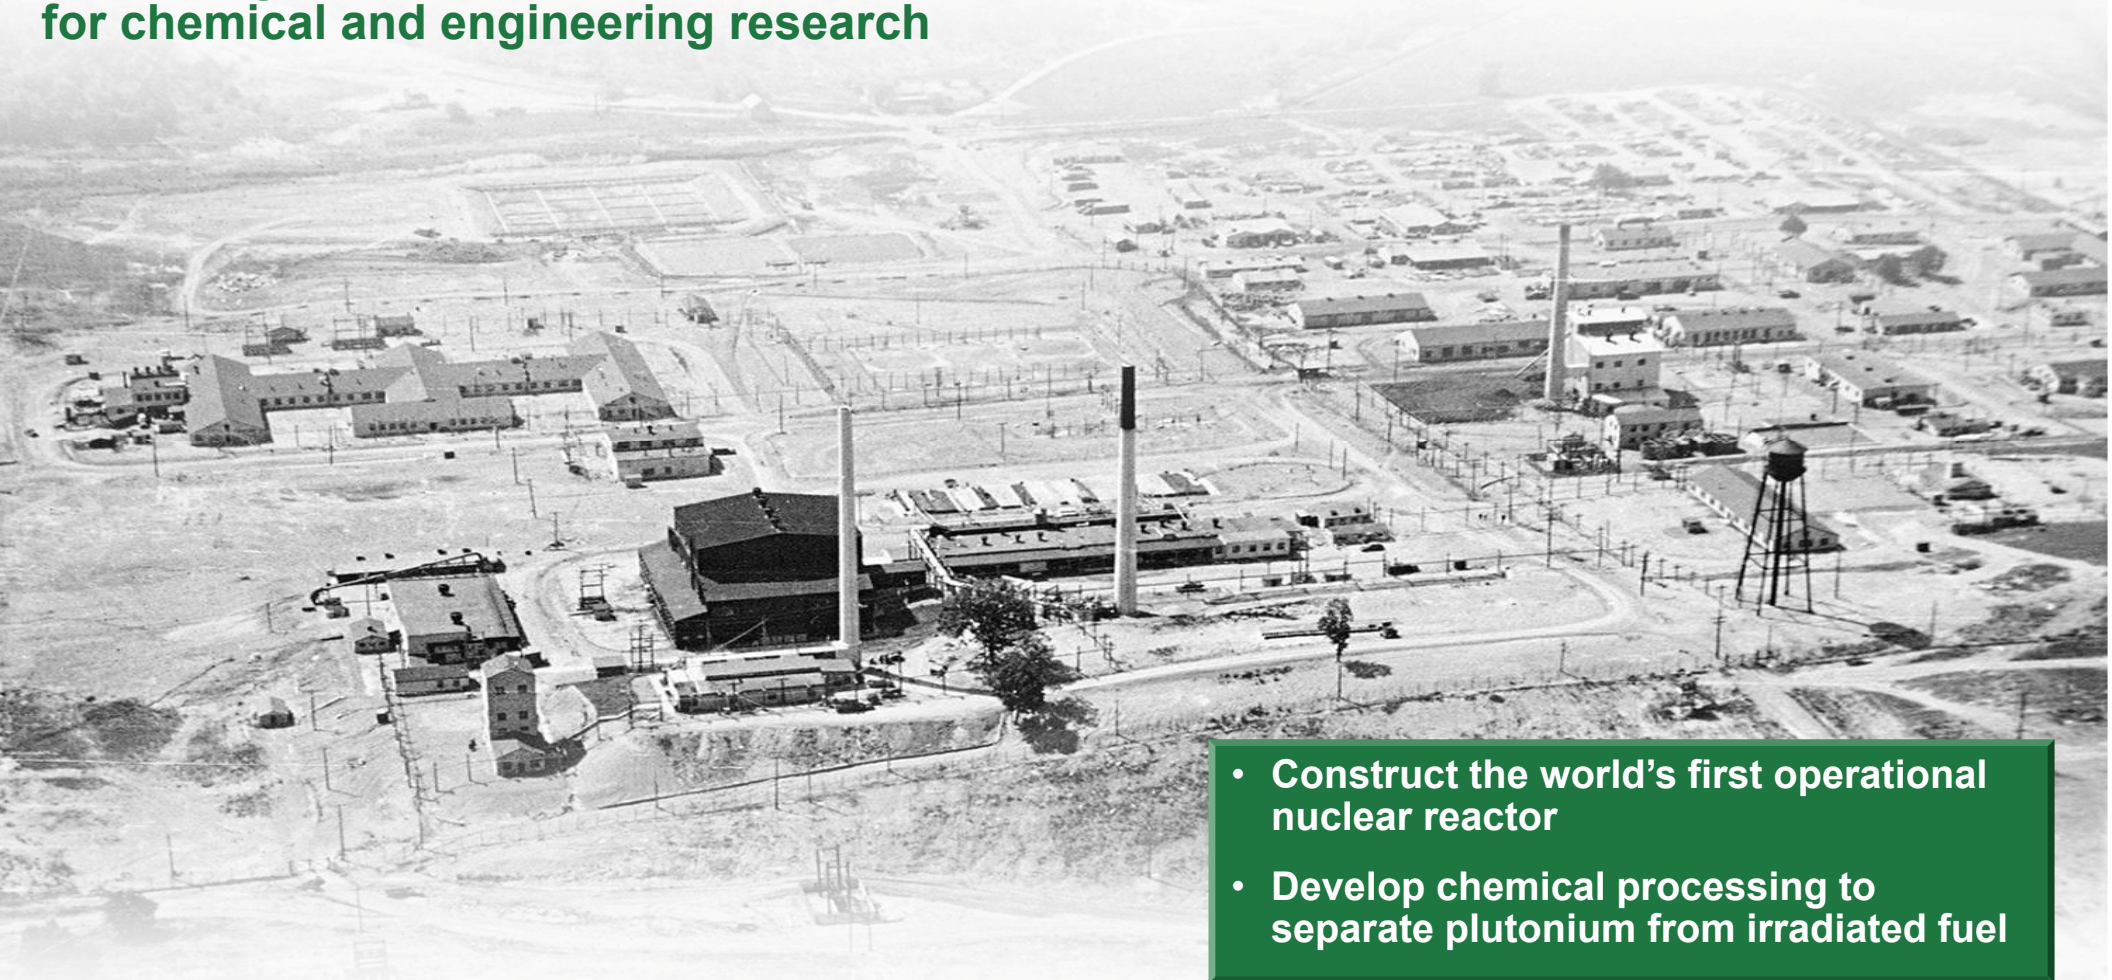 for chemical and engineering research
• Construct the world’s first operational
nuclear reactor
• Develop chemical processing to
separate plutonium from irradiated fuel